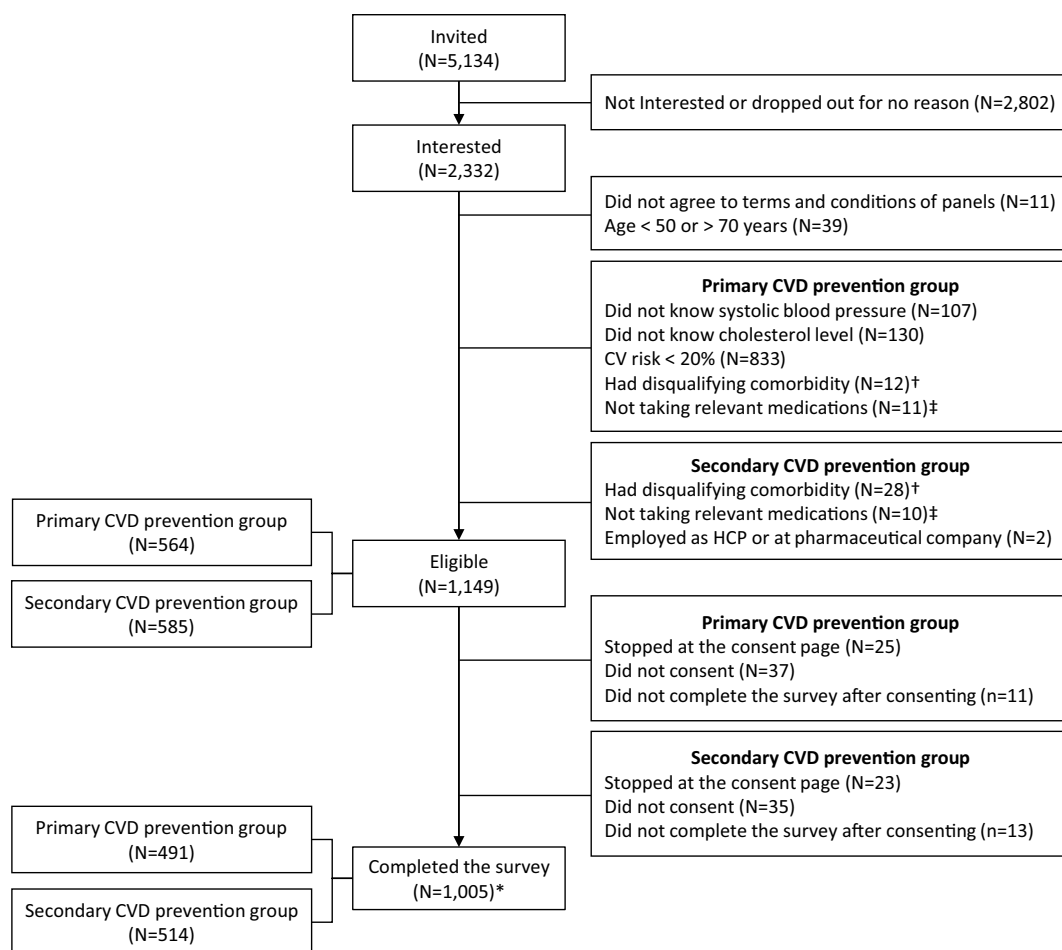 Invited
(N=5,134)
Not Interested or dropped out for no reason (N=2,802)
Interested
(N=2,332)
Did not agree to terms and conditions of panels (N=11)
Age < 50 or > 70 years (N=39)
Primary CVD prevention group
Did not know systolic blood pressure (N=107)
Did not know cholesterol level (N=130)
CV risk < 20% (N=833)
Had disqualifying comorbidity (N=12)†
Not taking relevant medications (N=11)‡
Secondary CVD prevention group
Had disqualifying comorbidity (N=28)†
Not taking relevant medications (N=10)‡
Employed as HCP or at pharmaceutical company (N=2)
Primary CVD prevention group
(N=564)
Secondary CVD prevention group
(N=585)
Eligible
(N=1,149)
Primary CVD prevention group
Stopped at the consent page (N=25)
Did not consent (N=37)
Did not complete the survey after consenting (n=11)
Secondary CVD prevention group
Stopped at the consent page (N=23)
Did not consent (N=35)
Did not complete the survey after consenting (n=13)
Primary CVD prevention group
(N=491)
Secondary CVD prevention group
(N=514)
Completed the survey
(N=1,005)*